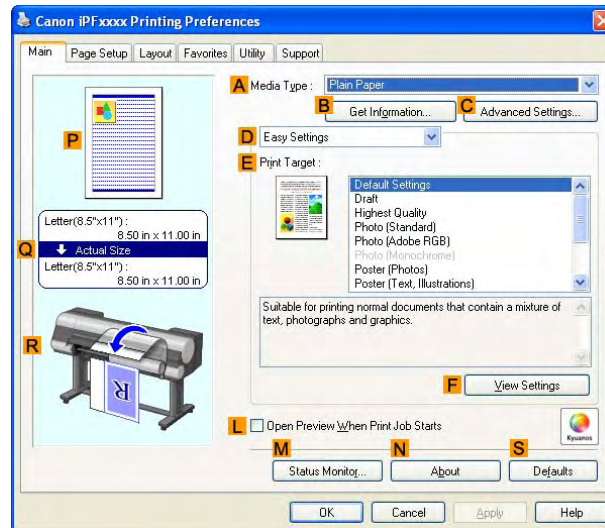 Canon iPFxxxx Printing Preferences
Main Page Setup Layout Favorites Utility Support
A Media Type : Plain Paper
B Get Information... C Advanced Settings...
D Easy Settings
E Print Target :
P
Default Settings
Draft
Highest Quality
Photo (Standard)
Photo (Adobe RGB)
Photo (Monochrome)
Poster (Photos)
Poster (Text, Illustrations)
Letter(8.5"x11") :
8.50 in x 11.00 in
Q Actual Size
Letter(8.5"x11") :
8.50 in x 11.00 in
Suitable for printing normal documents that contain a mixture of
text, photographs and graphics.
R
R
F View Settings
L Open Preview When Print Job Starts
Kyuanos
M Status Monitor... N About S Defaults
OK Cancel Apply Help